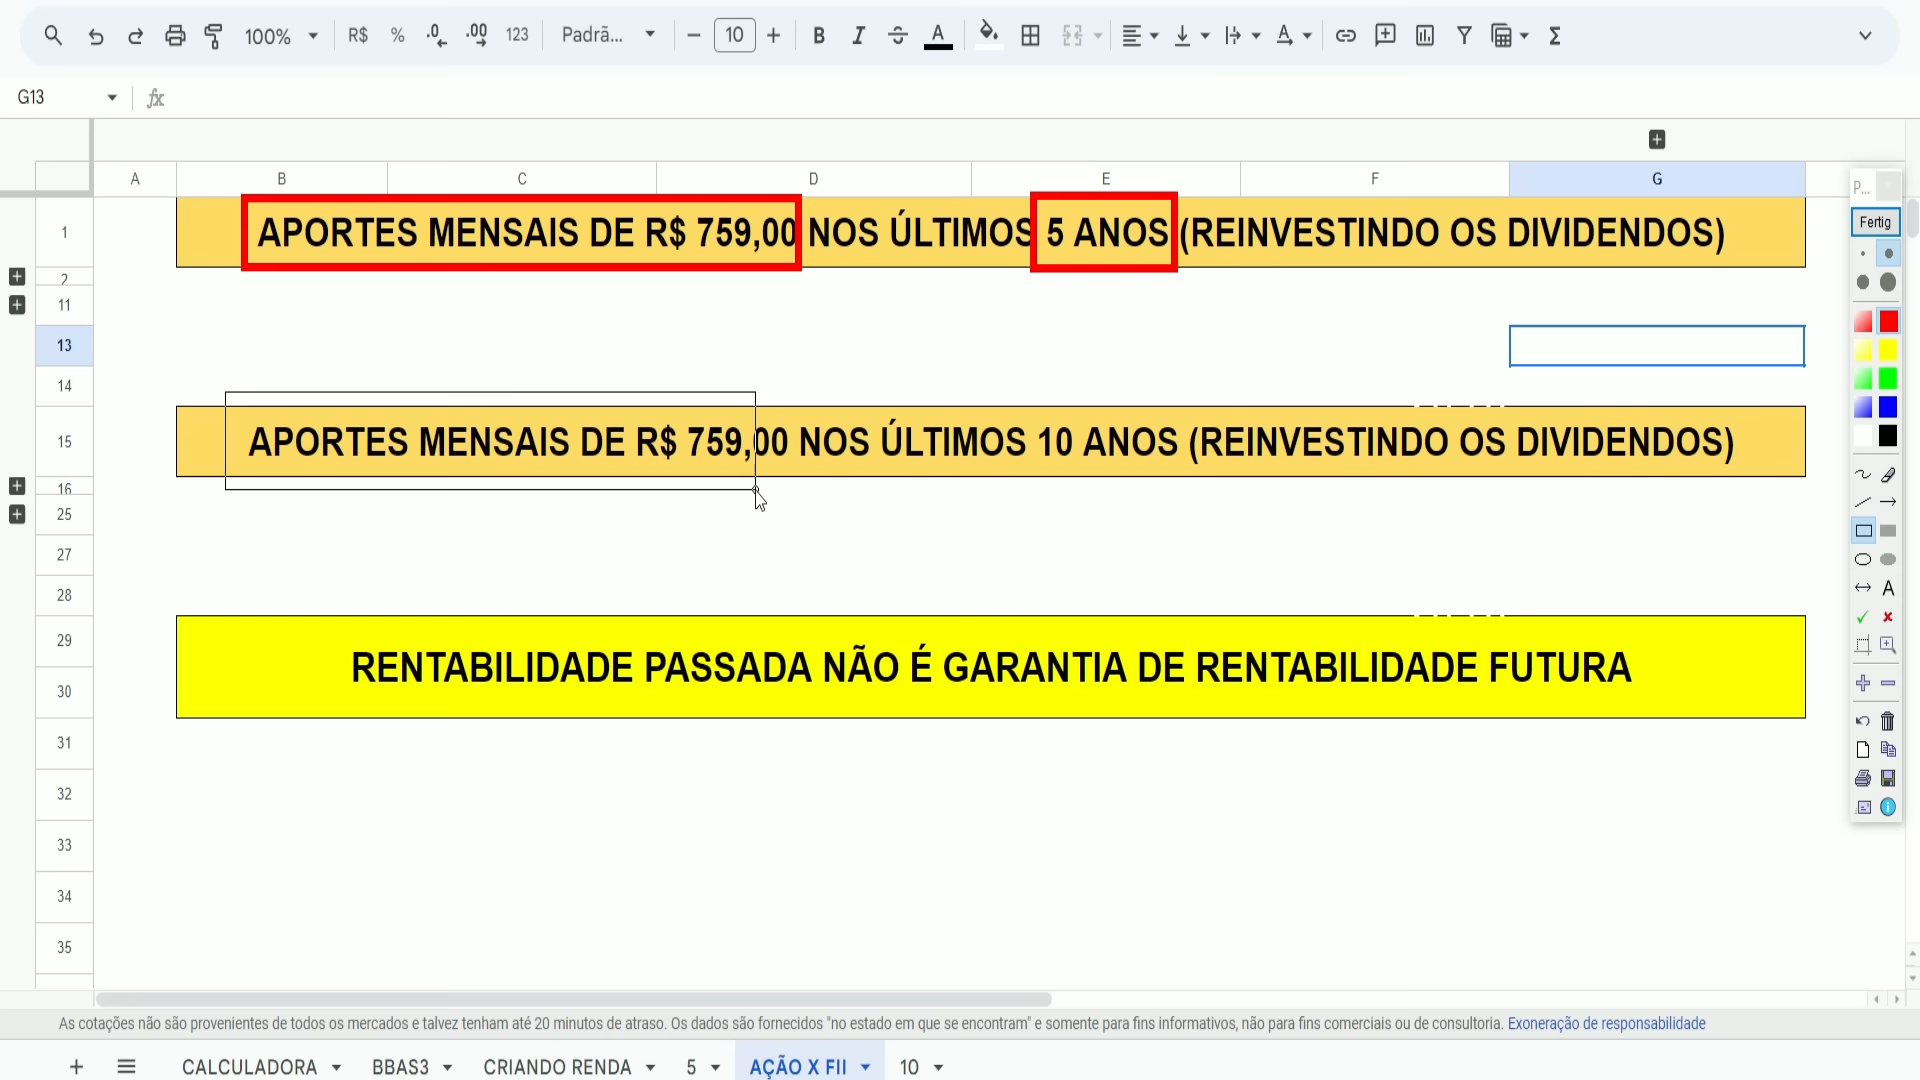 100% R$ % .0 .00 123 Padrã... 10 B I A A Σ
G13 fx
A B C D E F G
P...
Fertig
1 APORTES MENSAIS DE R$ 759,00 NOS ÚLTIMOS 5 ANOS (REINVESTINDO OS DIVIDENDOS)
2
11
13
14
15 APORTES MENSAIS DE R$ 759,00 NOS ÚLTIMOS 10 ANOS (REINVESTINDO OS DIVIDENDOS)
16
25
27
28
29
RENTABILIDADE PASSADA NÃO É GARANTIA DE RENTABILIDADE FUTURA
30
31
32
33
34
35
A
As cotações não são provenientes de todos os mercados e talvez tenham até 20 minutos de atraso. Os dados são fornecidos "no estado em que se encontram" e somente para fins informativos, não para fins comerciais ou de consultoria. Exoneração de responsabilidade
CALCULADORA BBAS3 CRIANDO RENDA 5 AÇÃO X FII 10